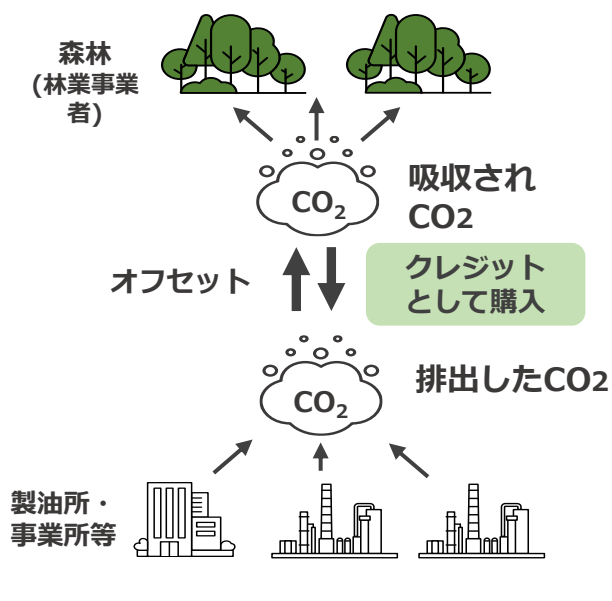 森林
(林業事業
者)
CO₂
吸収され
CO2
オフセット
クレジット
として購入
CO₂
排出したCO2
製油所・
事業所等